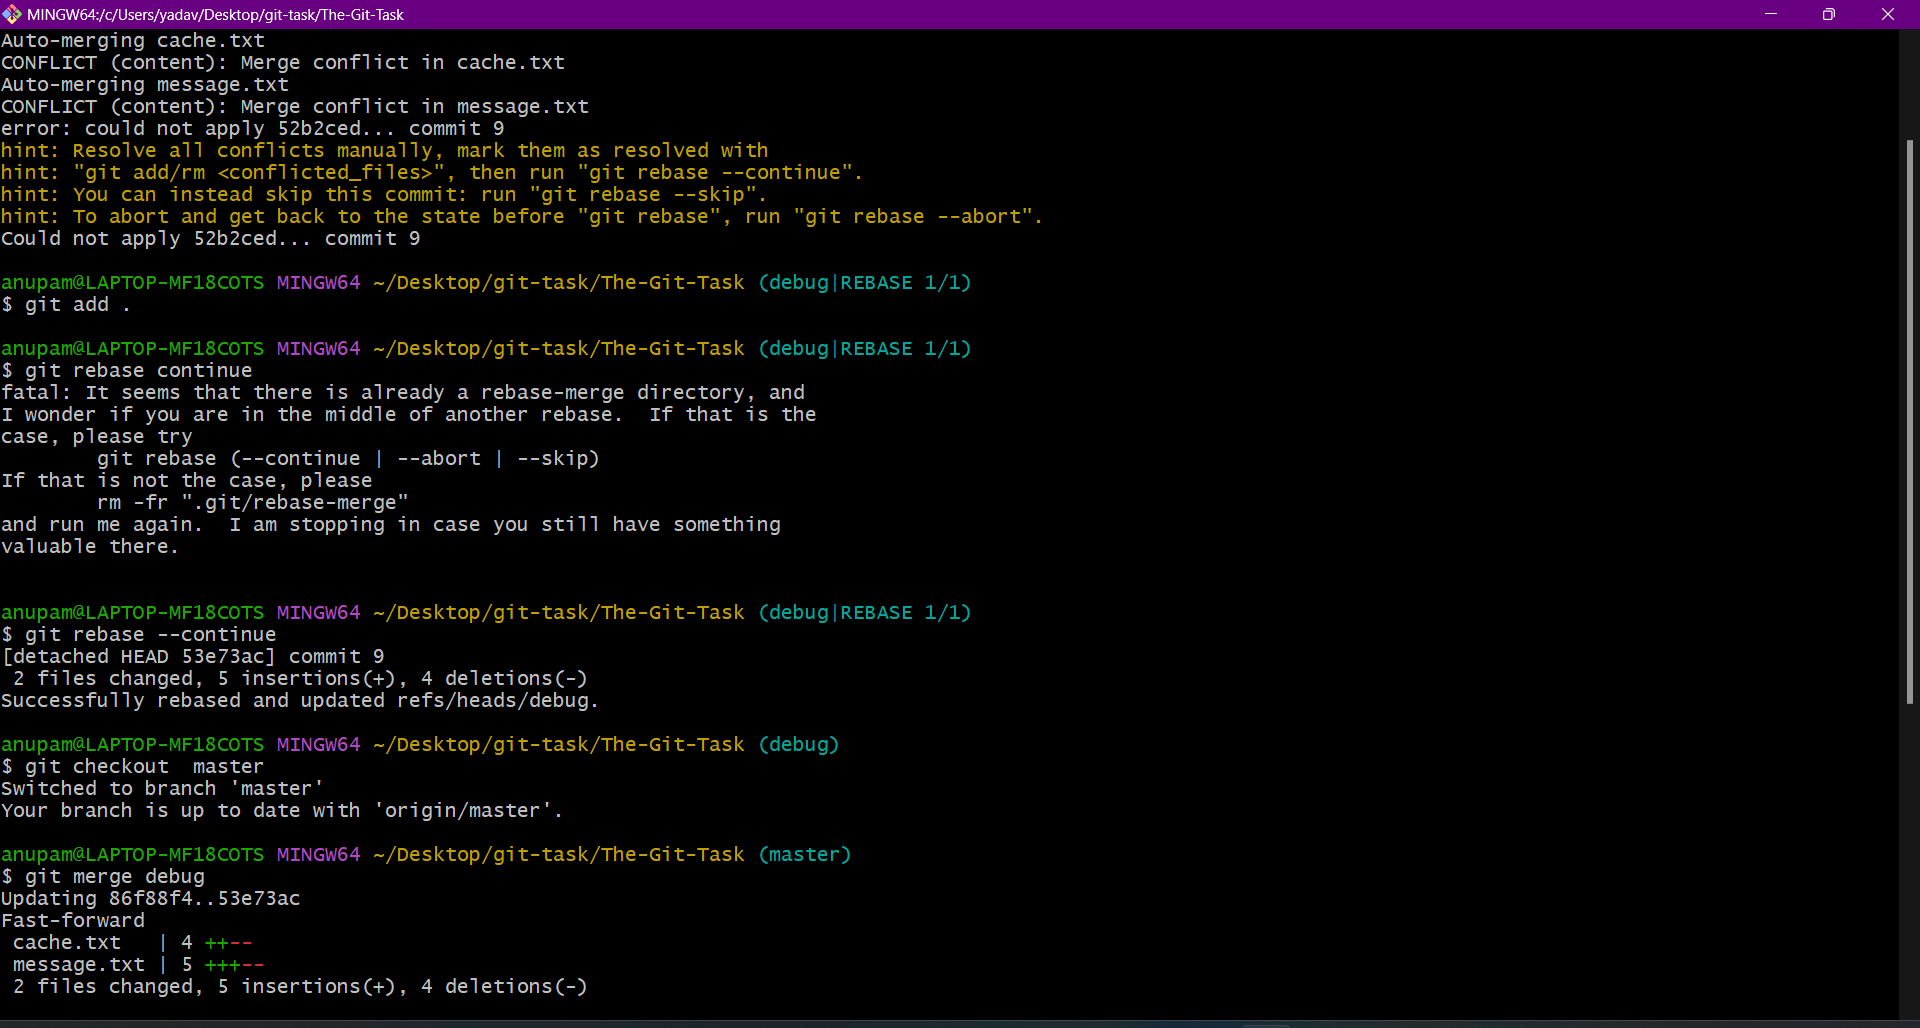 MINGW64:/c/Users/yadav/Desktop/git-task/The-Git-Task
Auto-merging cache.txt
CONFLICT (content): Merge conflict in cache.txt
Auto-merging message.txt
CONFLICT (content): Merge conflict in message.txt
error: could not apply 52b2ced... commit 9
hint: Resolve all conflicts manually, mark them as resolved with
hint: "git add/rm <conflicted_files>", then run "git rebase --continue".
hint: You can instead skip this commit: run "git rebase --skip".
hint: To abort and get back to the state before "git rebase", run "git rebase --abort".
Could not apply 52b2ced... commit 9
anupam@LAPTOP-MF18COTS MINGW64 ~/Desktop/git-task/The-Git-Task (debug|REBASE 1/1)
$ git add .
anupam@LAPTOP-MF18COTS MINGW64 ~/Desktop/git-task/The-Git-Task (debug|REBASE 1/1)
$ git rebase continue
fatal: It seems that there is already a rebase-merge directory, and
I wonder if you are in the middle of another rebase.  If that is the
case, please try
        git rebase (--continue | --abort | --skip)
If that is not the case, please
        rm -fr ".git/rebase-merge"
and run me again.  I am stopping in case you still have something
valuable there.
anupam@LAPTOP-MF18COTS MINGW64 ~/Desktop/git-task/The-Git-Task (debug|REBASE 1/1)
$ git rebase --continue
[detached HEAD 53e73ac] commit 9
 2 files changed, 5 insertions(+), 4 deletions(-)
Successfully rebased and updated refs/heads/debug.
anupam@LAPTOP-MF18COTS MINGW64 ~/Desktop/git-task/The-Git-Task (debug)
$ git checkout  master
Switched to branch 'master'
Your branch is up to date with 'origin/master'.
anupam@LAPTOP-MF18COTS MINGW64 ~/Desktop/git-task/The-Git-Task (master)
$ git merge debug
Updating 86f88f4..53e73ac
Fast-forward
 cache.txt   | 4 ++--
 message.txt | 5 +++--
 2 files changed, 5 insertions(+), 4 deletions(-)